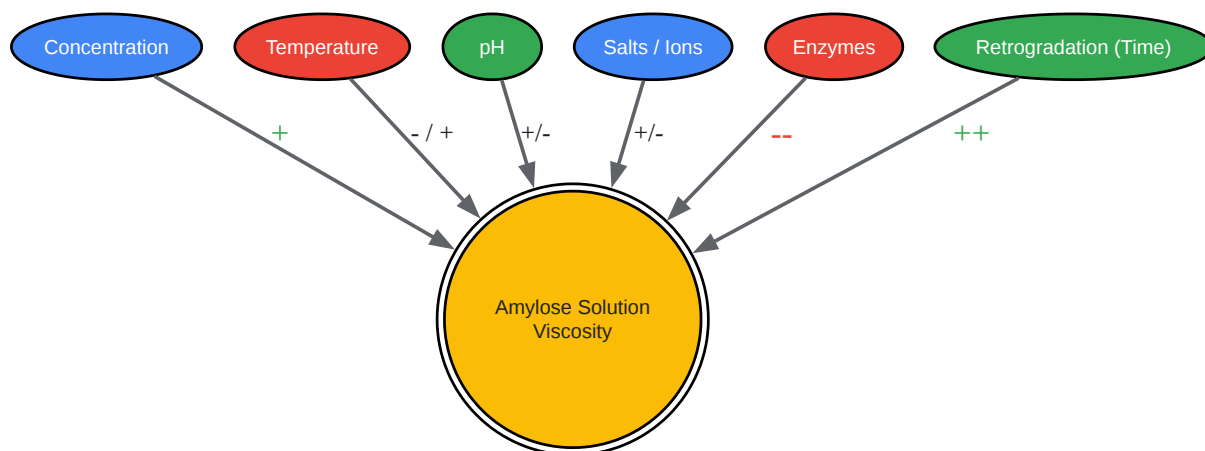 Concentration
Temperature
pH
Salts / Ions
Enzymes
Retrogradation (Time)
+
- / +
+/-
+/-
--
++
Amylose Solution
Viscosity